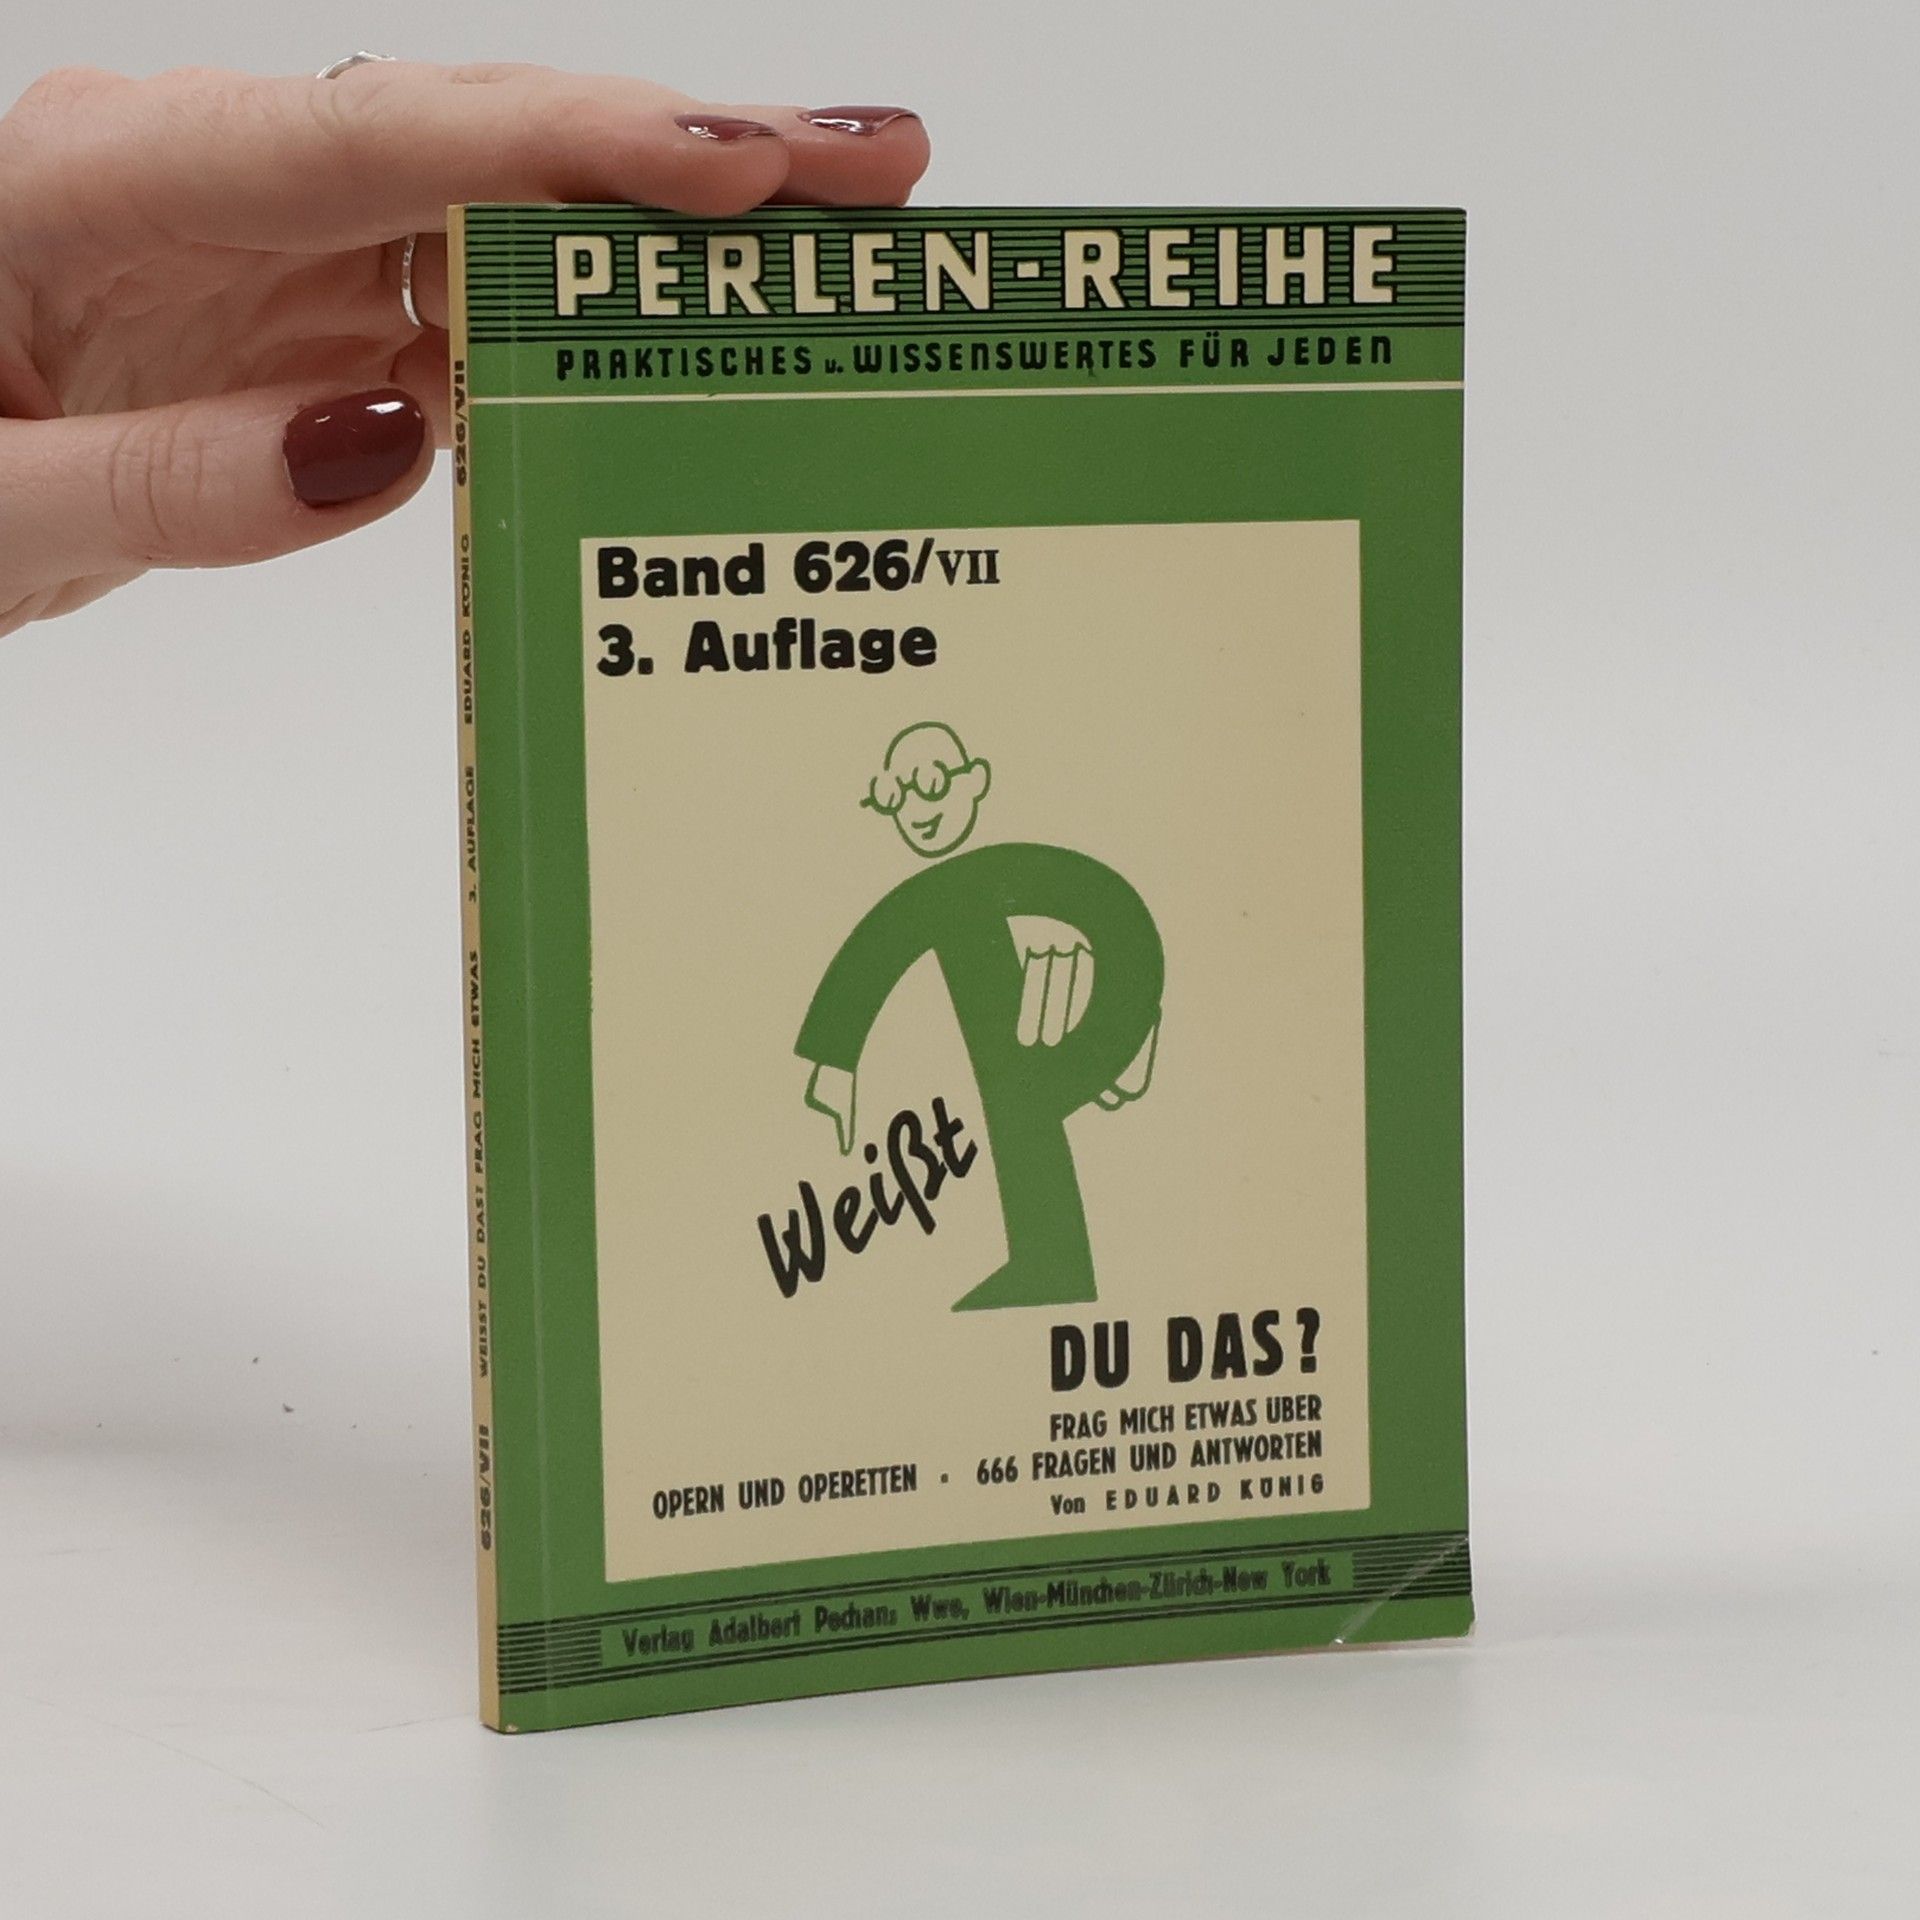 PERLEN-REIHE
PRAKTISCHES u. WISSENSWERTES FÜR JEDEN
Band 626/VII
3. Auflage
Weißt
DU DAS?
FRAG MICH ETWAS ÜBER
OPERN UND OPERETTEN • 666 FRAGEN UND ANTWORTEN
Von EDUARD KÖNIG
Verlag Adalbert Pechan, Wwe, Wien-München-Zürich-New York
626/VII WEISST DU DAS? FRAG MICH ETWAS 3. AUFLAGE EDUARD KÖNIG 626/VII